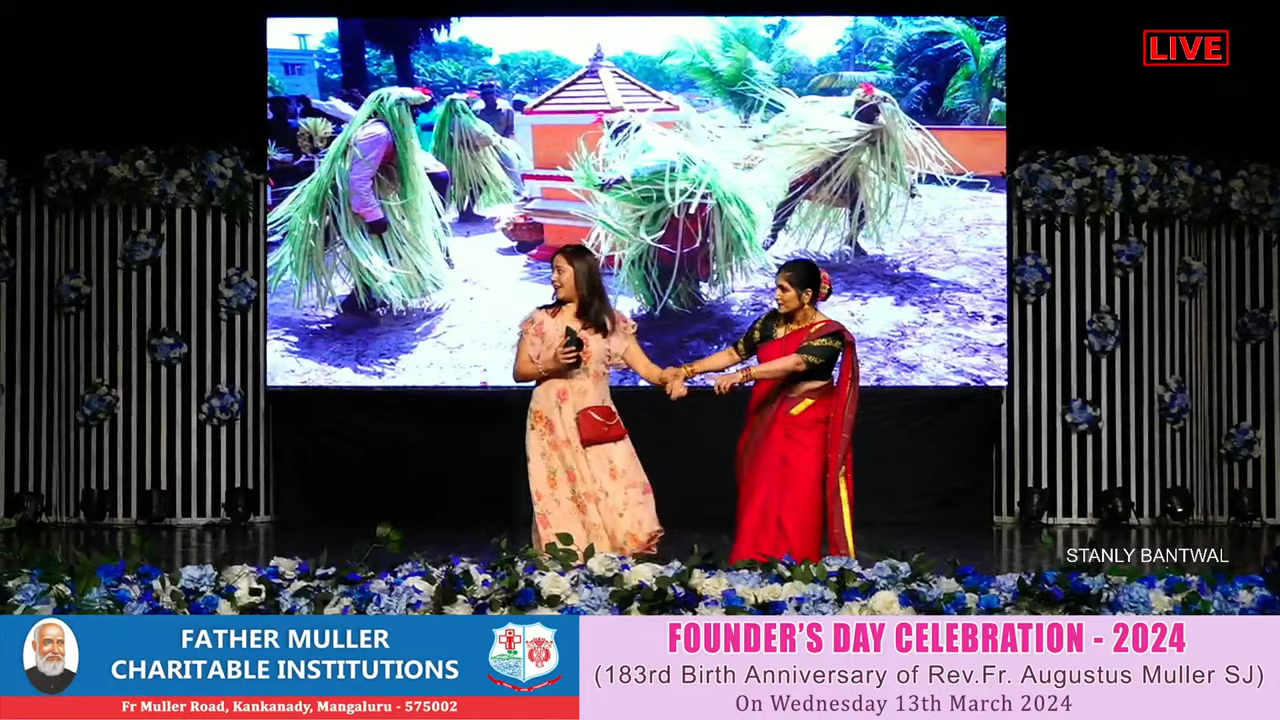 LIVE
STANLY BANTWAL
FATHER MULLER
CHARITABLE INSTITUTIONS
Fr Muller Road, Kankanady, Mangaluru - 575002
FOUNDER'S DAY CELEBRATION - 2024
(183rd Birth Anniversary of Rev.Fr. Augustus Muller SJ)
On Wednesday 13th March 2024